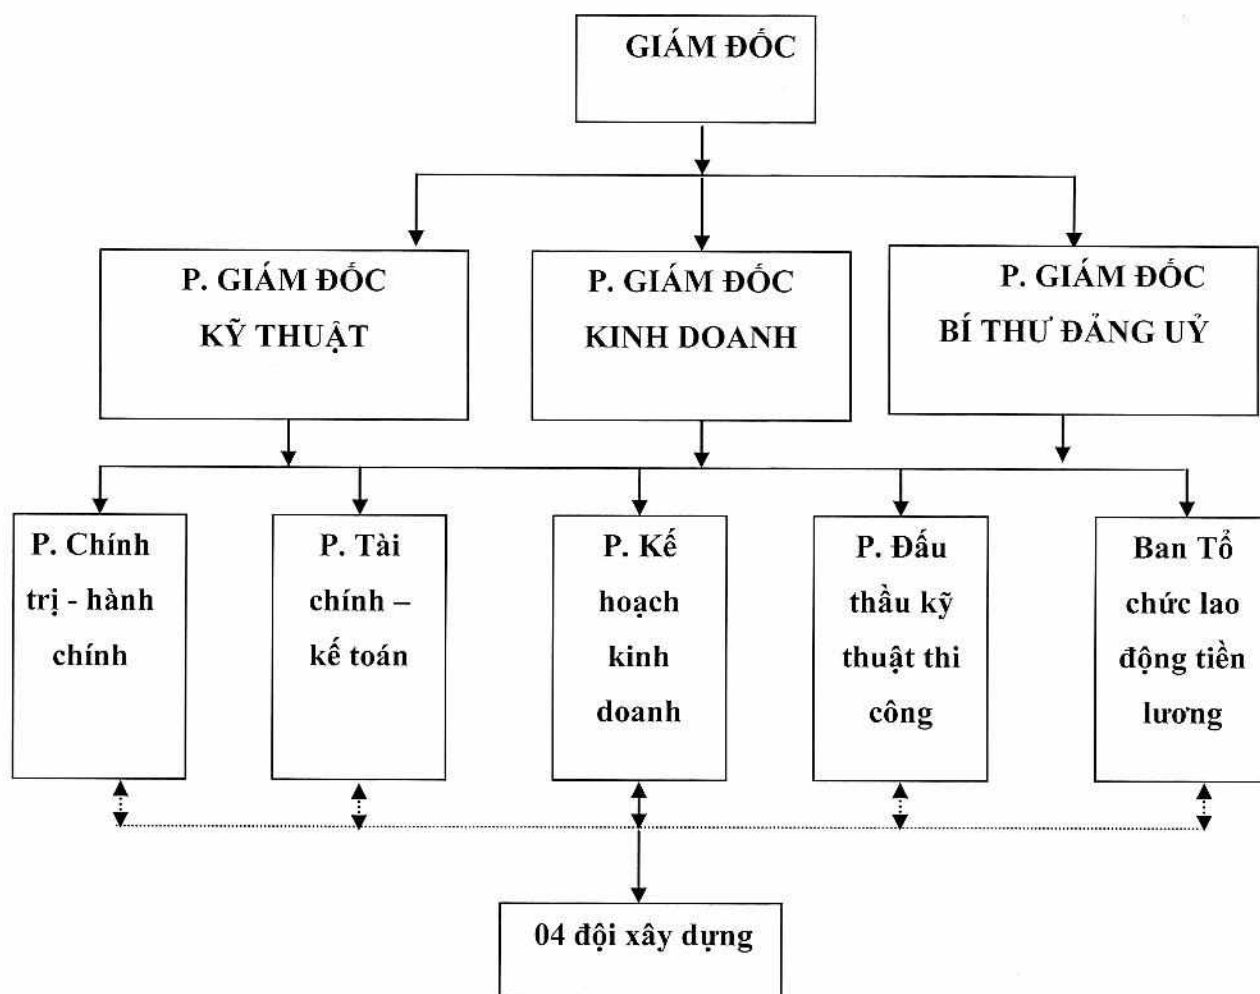 GIÁM ĐỐC
P. GIÁM ĐỐC
KỸ THUẬT
P. GIÁM ĐỐC
KINH DOANH
P. GIÁM ĐỐC
BÍ THƯ ĐẢNG UỶ
P. Chính
trị - hành
chính
P. Tài
chính –
kế toán
P. Kế
hoạch
kinh
doanh
P. Đấu
thầu kỹ
thuật thi
công
Ban Tổ
chức lao
động tiền
lương
04 đội xây dựng